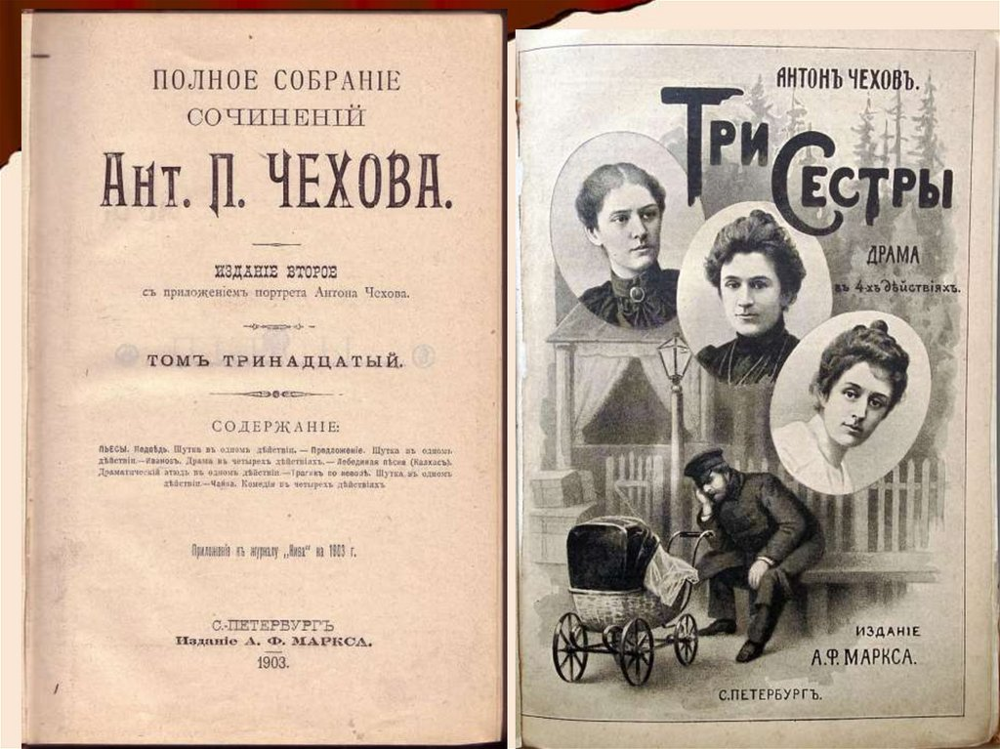 ПОЛНОЕ СОБРАНІЕ
СОЧИНЕНІЙ
АНТ. П. ЧЕХОВА.
ИЗДАНІЕ ВТОРОЕ
съ приложеніемъ портрета Антона Чехова.
ТОМЪ ТРИНАДЦАТЫЙ.
СОДЕРЖАНІЕ:
ПЬЕСЫ. Медвѣдь. Шутка въ одномъ дѣйствіи. — Предложеніе. Шутка въ одномъ
дѣйствіи.—Ивановъ. Драма въ четырехъ дѣйствіяхъ.— Лебединая пѣсня (Калхасъ).
Драматическій этюдъ въ одномъ дѣйствіи.—Трагикъ по неволѣ. Шутка въ одномъ
дѣйствіи.—Чайка. Комедія въ четырехъ дѣйствіяхъ
Приложеніе къ журналу „Нива" на 1903 г.
С.-ПЕТЕРБУРГЪ
Изданіе А. Ф. МАРКСА.
1903.
АНТОНЪ ЧЕХОВЪ.
ТРИ
СЕСТРЫ
ДРАМА
въ 4-хъ дѣйствіяхъ.
ИЗДАНІЕ
А.Ф. МАРКСА.
С.ПЕТЕРБУРГЪ.